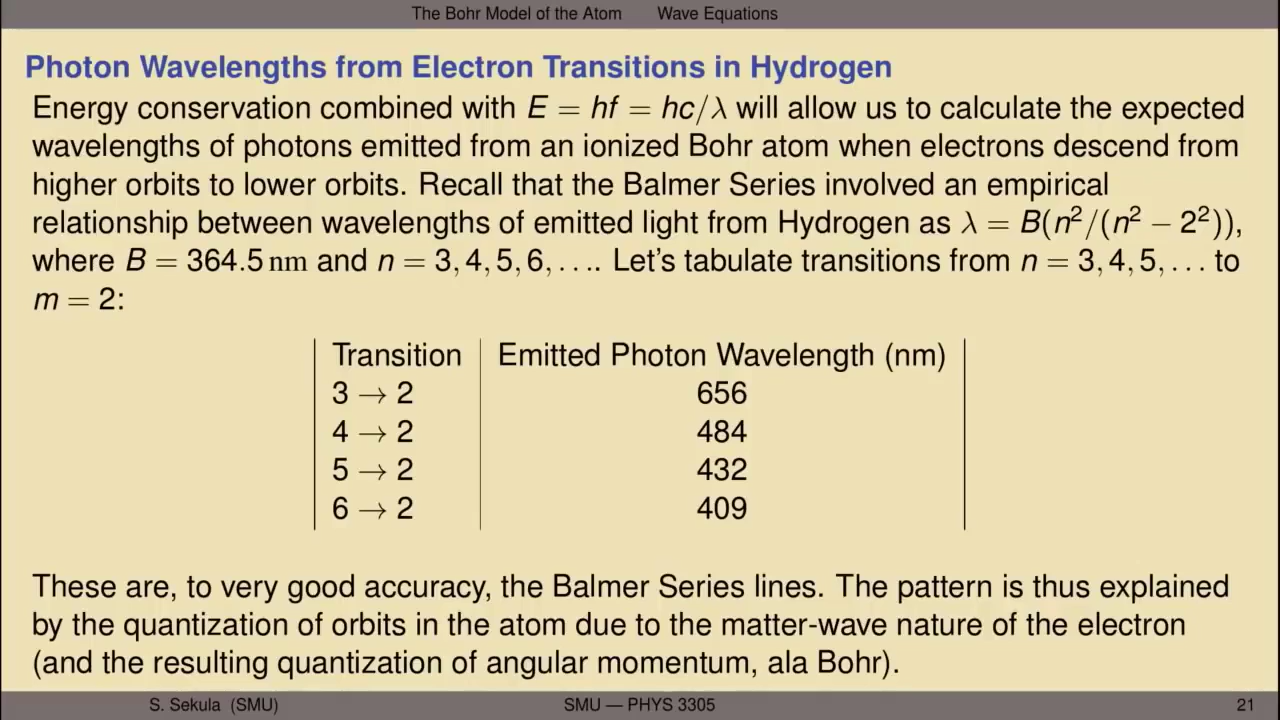 The Bohr Model of the Atom Wave Equations
Photon Wavelengths from Electron Transitions in Hydrogen
Energy conservation combined with E = hf = hc/λ will allow us to calculate the expected
wavelengths of photons emitted from an ionized Bohr atom when electrons descend from
higher orbits to lower orbits. Recall that the Balmer Series involved an empirical
relationship between wavelengths of emitted light from Hydrogen as λ = B(n²/(n² − 2²)),
where B = 364.5 nm and n = 3, 4, 5, 6, .... Let's tabulate transitions from n = 3, 4, 5, ... to
m = 2:
Transition Emitted Photon Wavelength (nm)
3 → 2 656
4 → 2 484
5 → 2 432
6 → 2 409
These are, to very good accuracy, the Balmer Series lines. The pattern is thus explained
by the quantization of orbits in the atom due to the matter-wave nature of the electron
(and the resulting quantization of angular momentum, ala Bohr).
S. Sekula (SMU) SMU — PHYS 3305 21